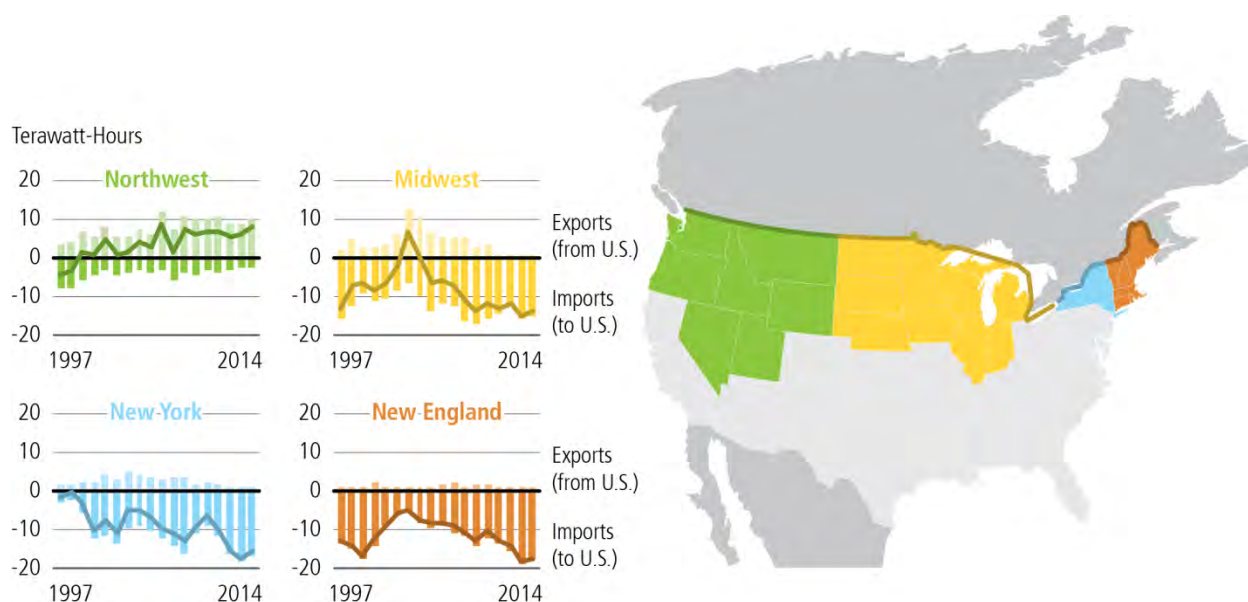 Terawatt-Hours
Northwest
20
10
0
-10
-20
1997 2014
Midwest
20
10
0
-10
-20
1997 2014
Exports
(from U.S.)
Imports
(to U.S.)
New York
20
10
0
-10
-20
1997 2014
New England
20
10
0
-10
-20
1997 2014
Exports
(from U.S.)
Imports
(to U.S.)